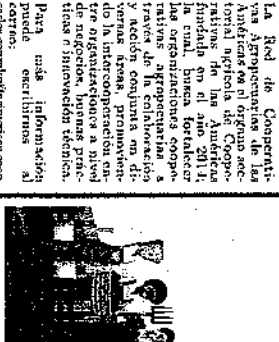 La Red de Cooperati-
vas Agropecuarias de las
Américas es el órgano sec-
torial agrícola de Coope-
rativas de las Américas
fundada en el año 2014;
la cual, busca fortalecer
las organizaciones coope-
rativas agropecuarias a
través de la colaboración
y acción conjunta en di-
versas áreas, promovien-
do la intercooperación en-
tre organizaciones a nivel
de negocios, buenas prác-
ticas e innovación técnica.
Para más información
puede escribirnos al
correo: